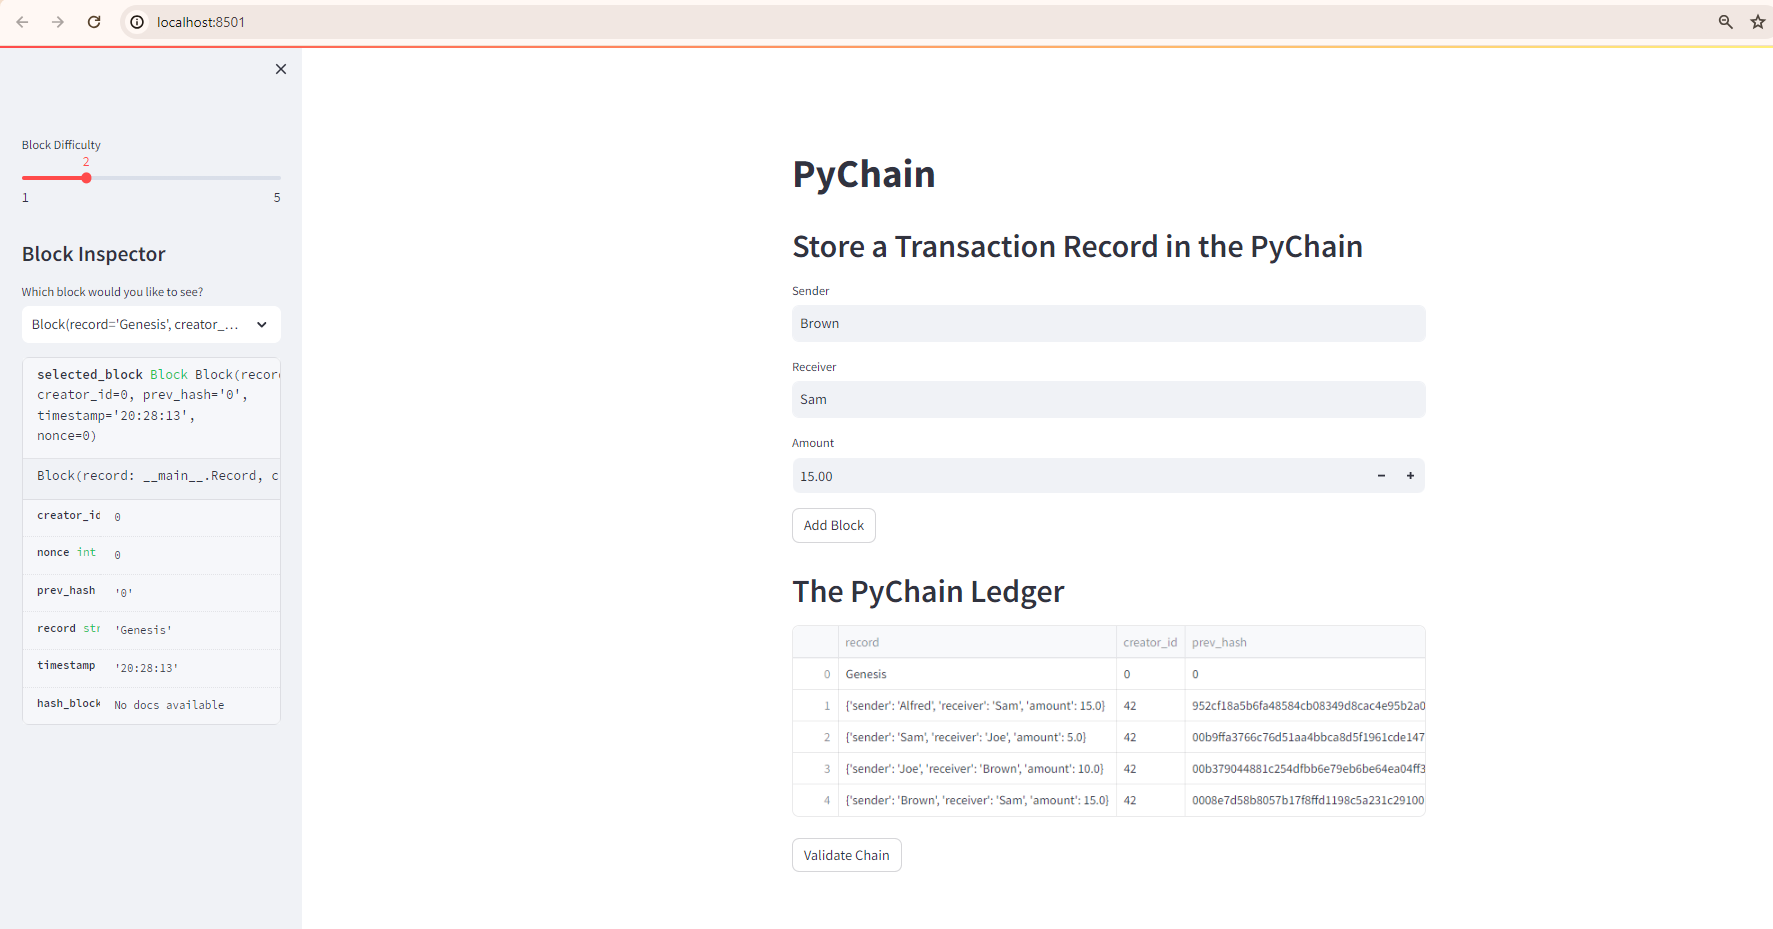 localhost:8501
Block Difficulty
2
1 5
Block Inspector
Which block would you like to see?
Block(record='Genesis', creator_...
selected_block Block Block(recor
creator_id=0, prev_hash='0',
timestamp='20:28:13',
nonce=0)
Block(record: __main__.Record, c
creator_id 0
nonce int 0
prev_hash '0'
record str 'Genesis'
timestamp '20:28:13'
hash_block No docs available
PyChain
Store a Transaction Record in the PyChain
Sender
Brown
Receiver
Sam
Amount
15.00 - +
Add Block
The PyChain Ledger
record creator_id prev_hash
0 Genesis 0 0
1 {'sender': 'Alfred', 'receiver': 'Sam', 'amount': 15.0} 42 952cf18a5b6fa48584cb08349d8cac4e95b2a0
2 {'sender': 'Sam', 'receiver': 'Joe', 'amount': 5.0} 42 00b9ffa3766c76d51aa4bbca8d5f1961cde147
3 {'sender': 'Joe', 'receiver': 'Brown', 'amount': 10.0} 42 00b379044881c254dfbb6e79eb6be64ea04ff3
4 {'sender': 'Brown', 'receiver': 'Sam', 'amount': 15.0} 42 0008e7d58b8057b17f8ffd1198c5a231c29100
Validate Chain